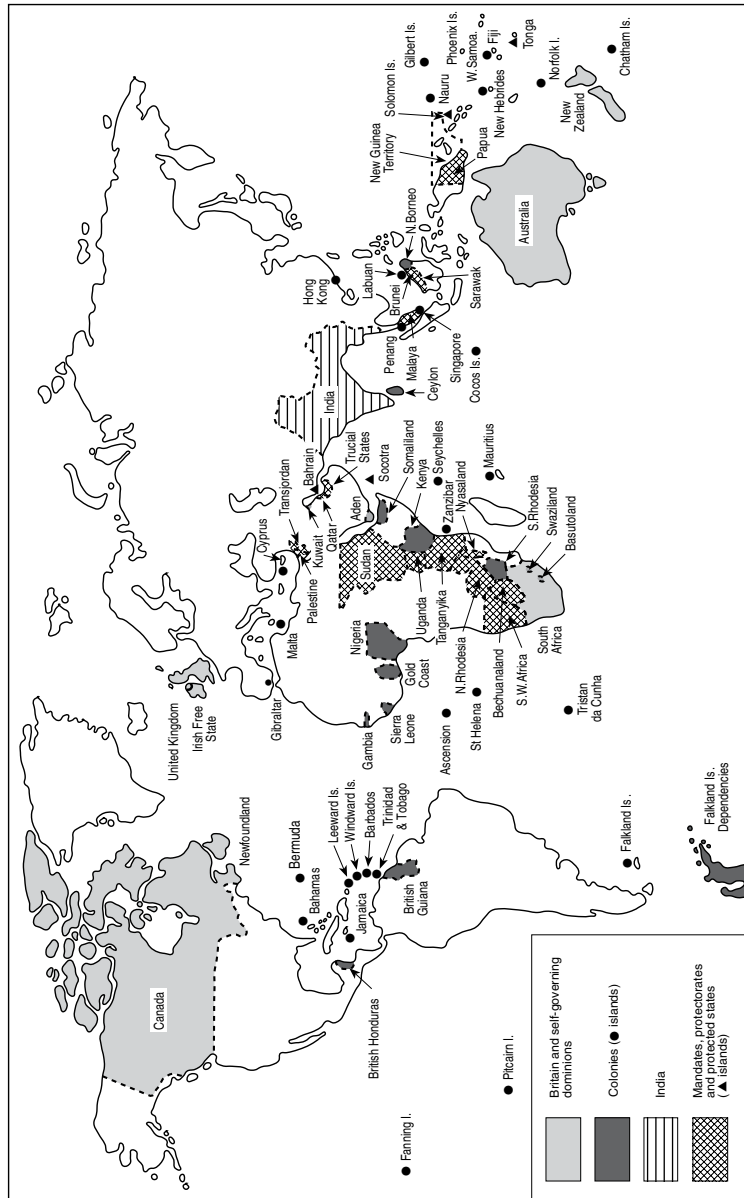 Canada
Newfoundland
Bermuda
Bahamas
Leeward Is.
Windward Is.
Barbados
Trinidad
& Tobago
Jamaica
British
Guiana
British Honduras
Fanning I.
Pitcairn I.
Falkland Is.
Falkland Is.
Dependencies
United Kingdom
Irish Free
State
Gibraltar
Malta
Cyprus
Palestine
Transjordan
Kuwait
Qatar
Bahrain
Trucial
States
Aden
Socotra
Somaliland
Kenya
Seychelles
Zanzibar
Nyasaland
Mauritius
S.Rhodesia
Swaziland
Basutoland
Sudan
Nigeria
Gold
Coast
Gambia
Sierra
Leone
Uganda
Tanganyika
N.Rhodesia
Bechuanaland
S.W.Africa
South
Africa
Ascension
St Helena
Tristan
da Cunha
India
Ceylon
Hong
Kong
Penang
Malaya
Singapore
Cocos Is.
Labuan
Brunei
N.Borneo
Sarawak
New Guinea
Territory
Papua
Solomon Is.
Nauru
Gilbert Is.
Phoenix Is.
W.Samoa
Fiji
Tonga
New Hebrides
Norfolk I.
New
Zealand
Chatham Is.
Australia
Britain and self-governing
dominions
Colonies (● islands)
India
Mandates, protectorates
and protected states
(▲ islands)